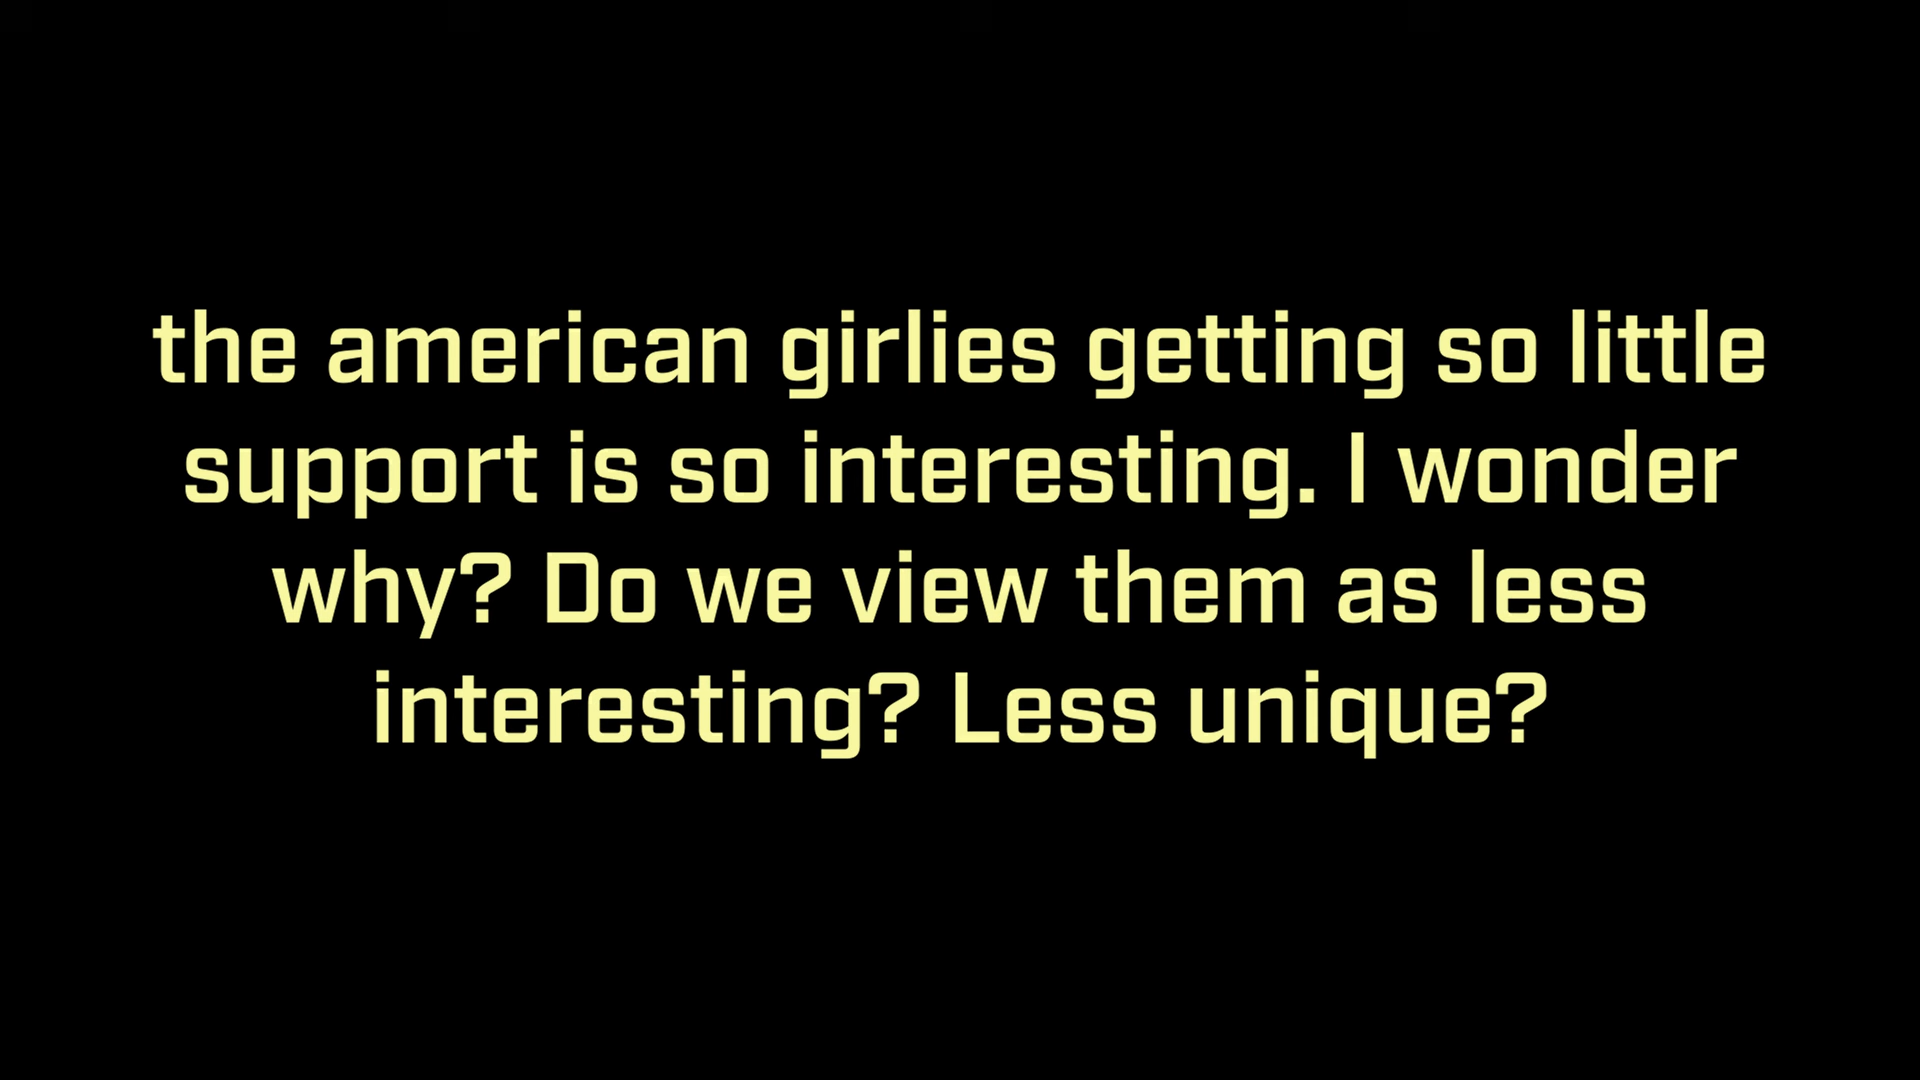 the american girlies getting so little
support is so interesting. I wonder
why? Do we view them as less
interesting? Less unique?